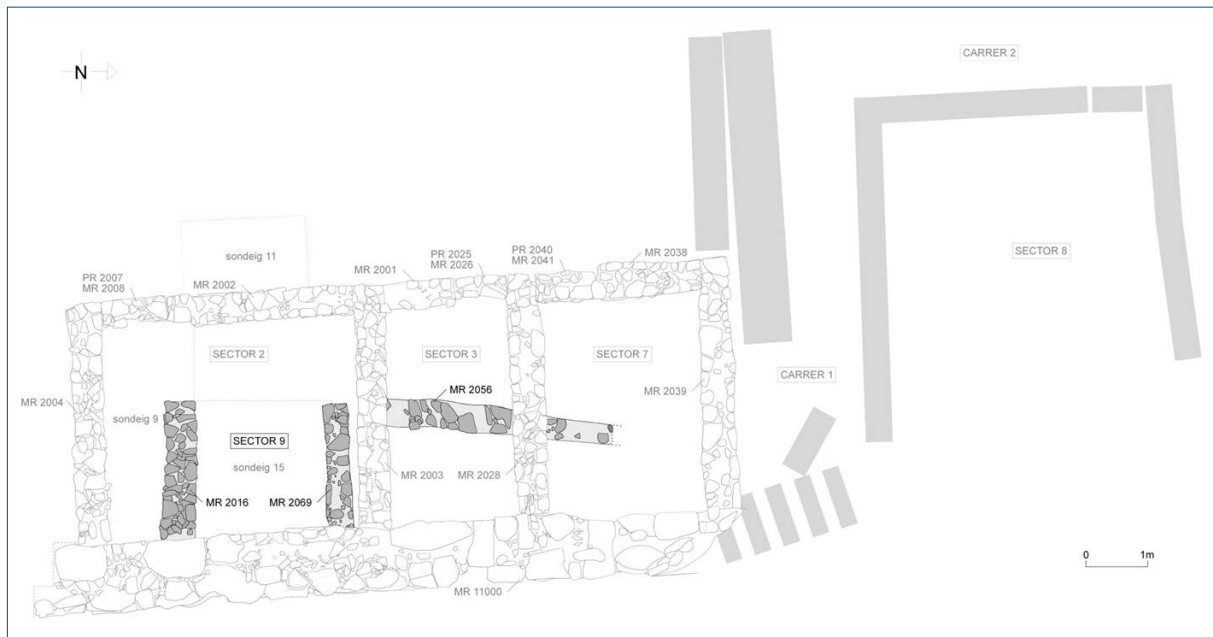 CARRER 2
N
SECTOR 8
sondeig 11
PR 2025
MR 2026
PR 2040
MR 2041
MR 2038
MR 2001
PR 2007
MR 2008
MR 2002
SECTOR 2
SECTOR 3
SECTOR 7
CARRER 1
MR 2056
MR 2039
MR 2004
sondeig 9
SECTOR 9
sondeig 15
MR 2003
MR 2028
MR 2016
MR 2069
0
1m
MR 11000